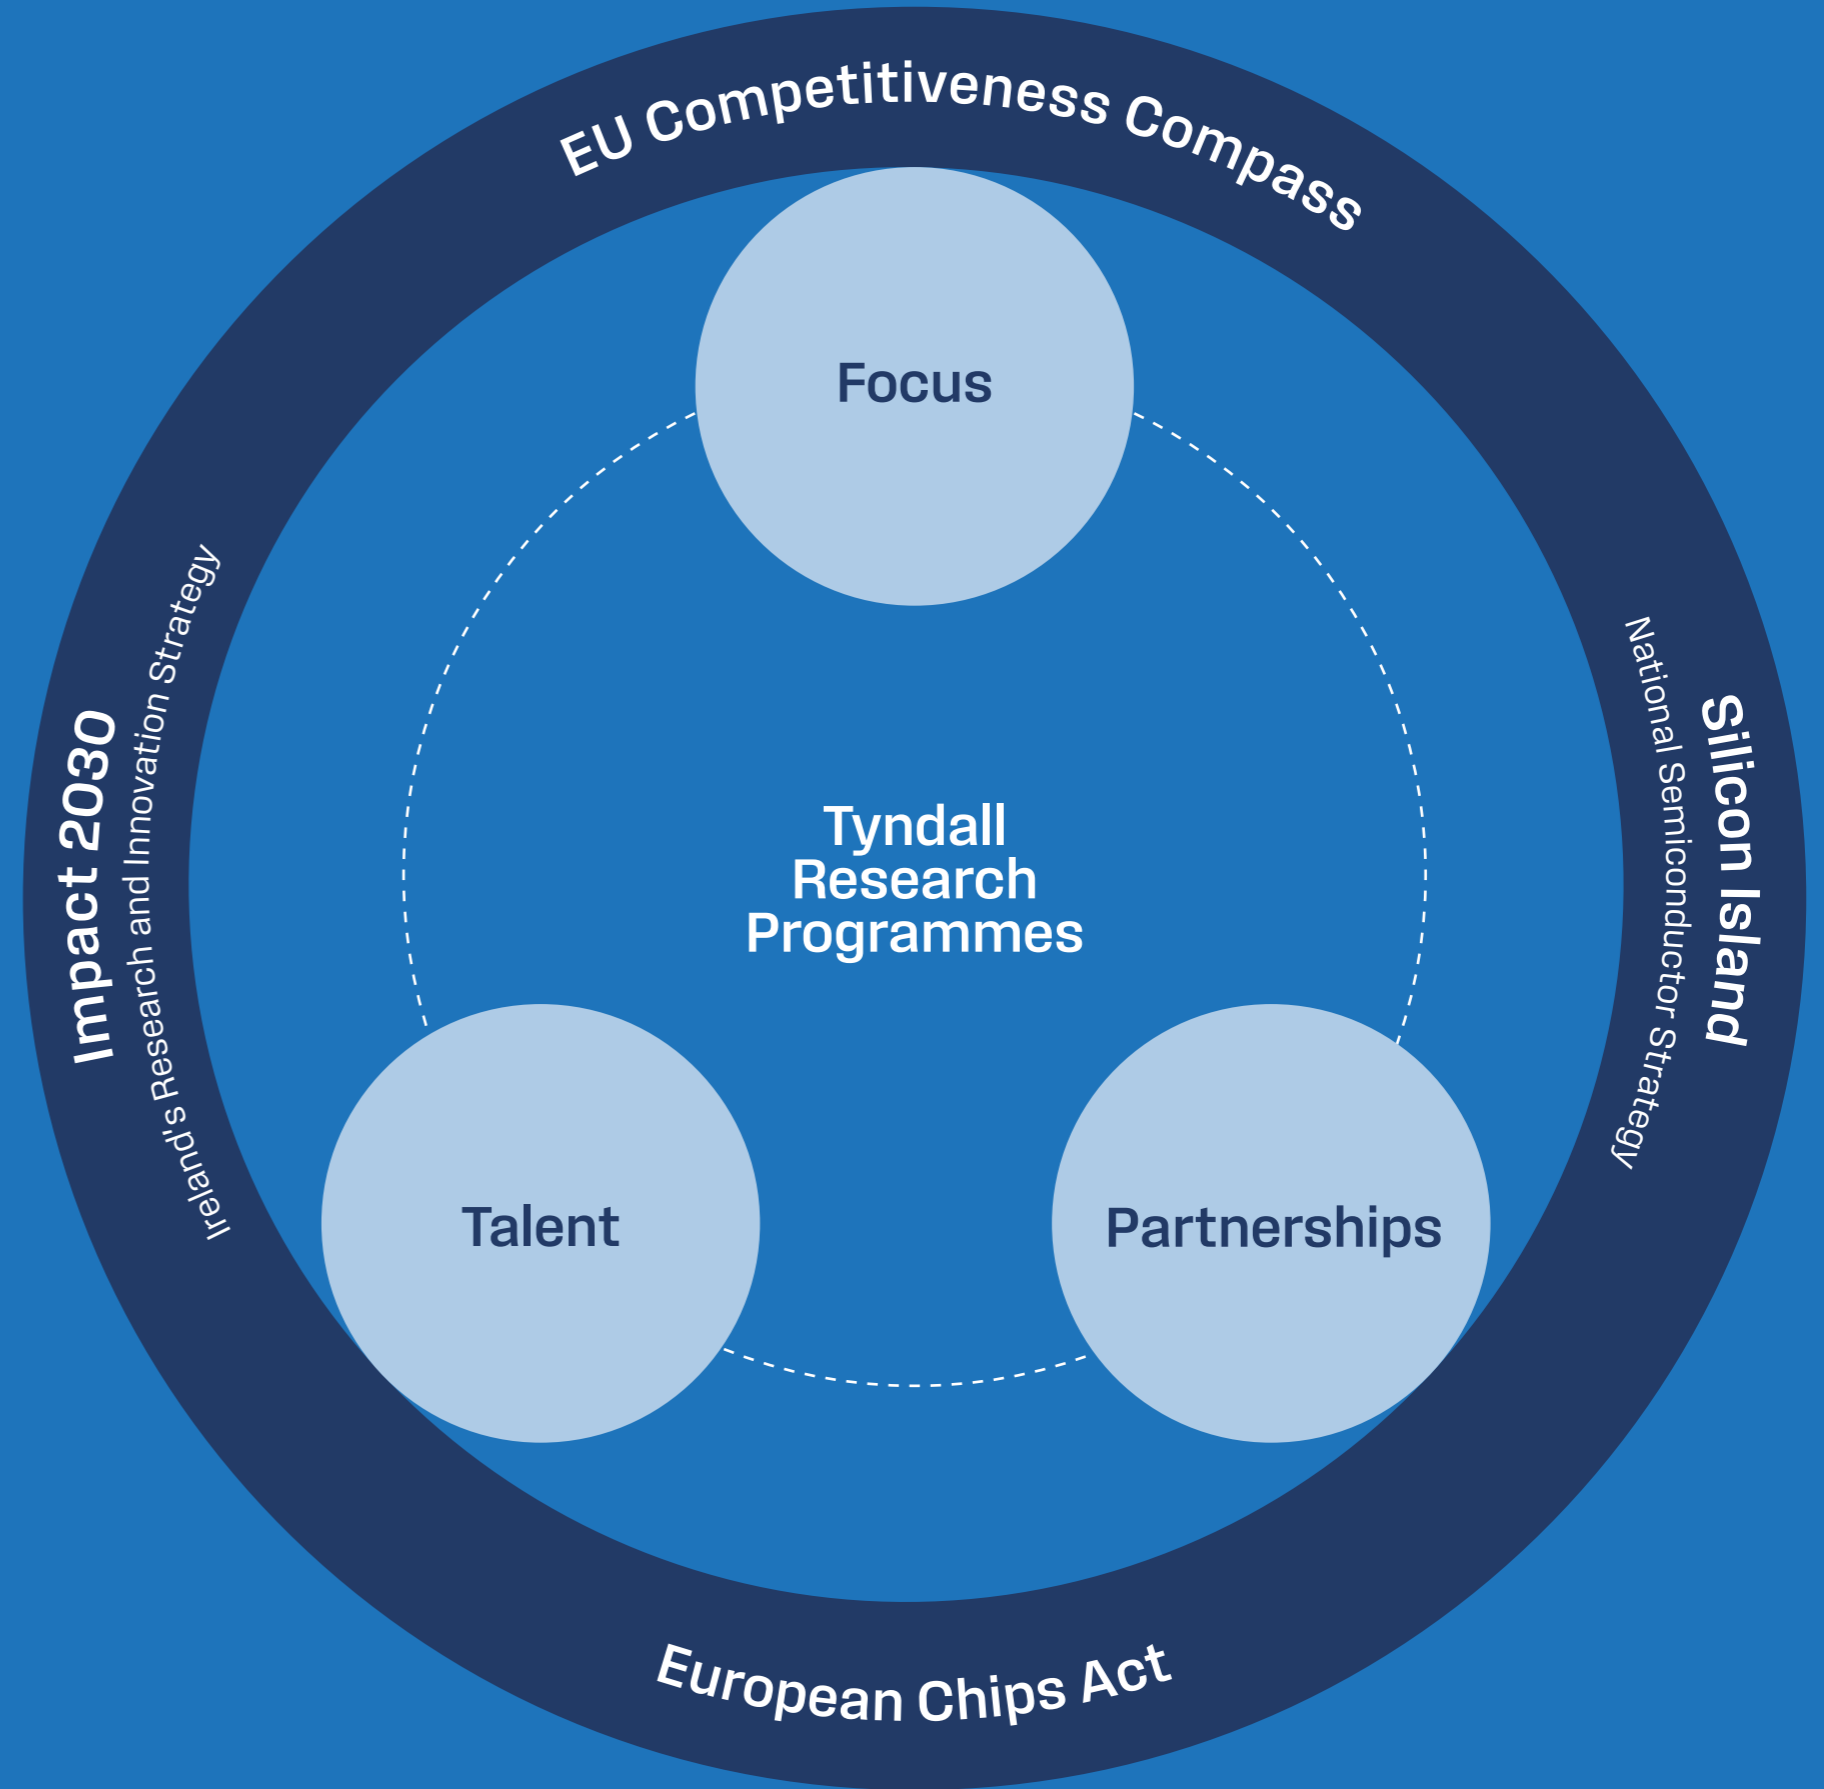 EU Competitiveness Compass
Focus
Impact 2030
Ireland's Research and Innovation Strategy
Tyndall
Research
Programmes
Silicon Island
National Semiconductor Strategy
Talent
Partnerships
European Chips Act